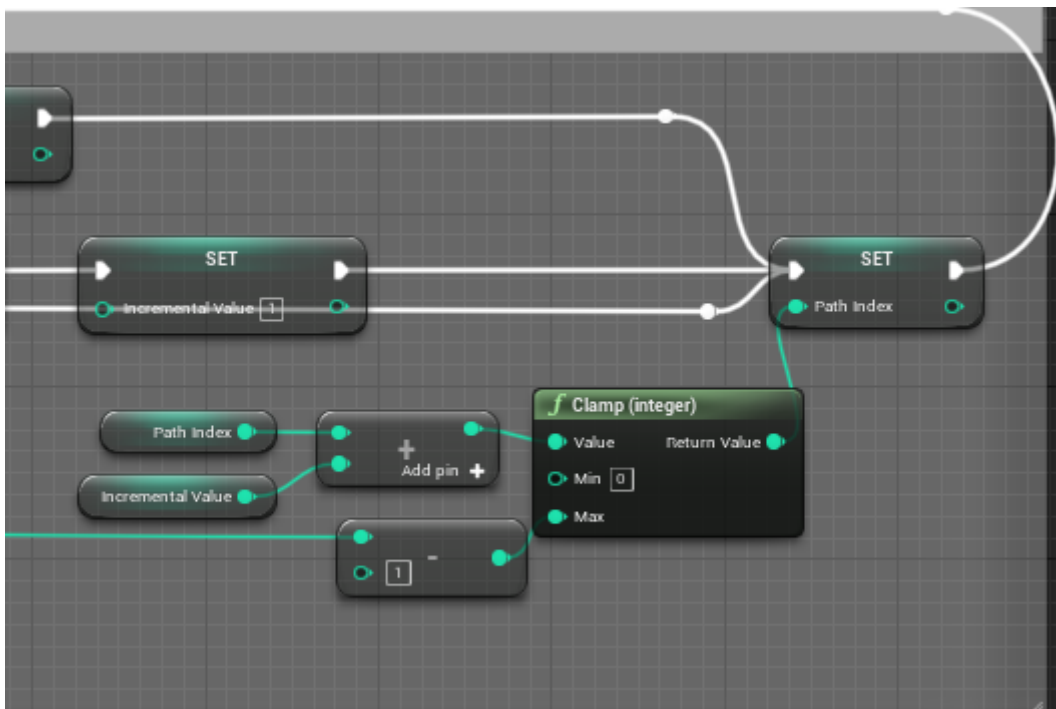 SET
Incremental Value 1
SET
Path Index
Path Index
Incremental Value
+
Add pin +
f Clamp (integer)
Value Return Value
Min 0
Max
-
1